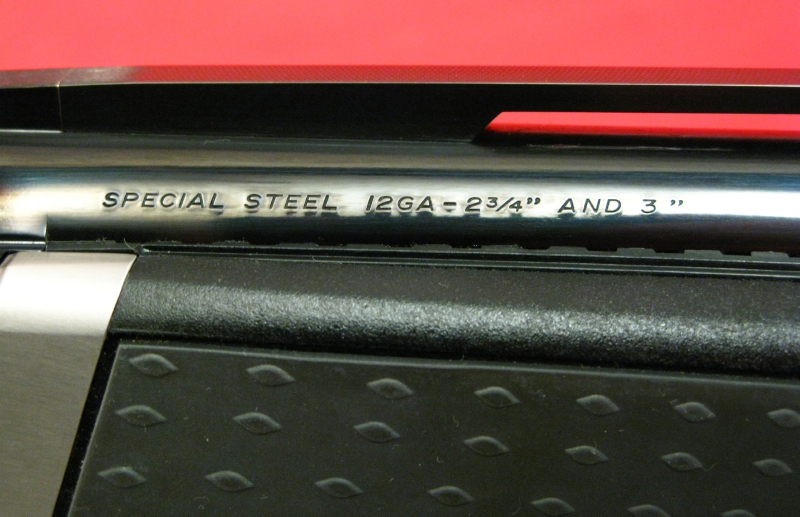 SPECIAL STEEL 12GA-2¾" AND 3"